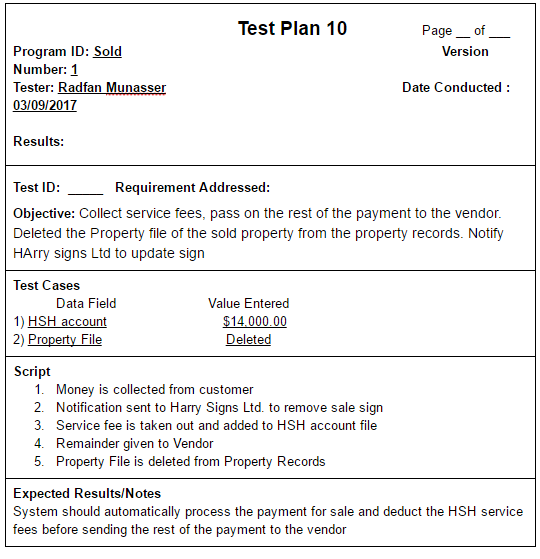 Test Plan 10
Page __ of ___
Program ID: Sold
Version
Number: 1
Tester: Radfan Munasser
Date Conducted :
03/09/2017
Results:
Test ID: _____ Requirement Addressed:
Objective: Collect service fees, pass on the rest of the payment to the vendor.
Deleted the Property file of the sold property from the property records. Notify
HArry signs Ltd to update sign
Test Cases
Data Field Value Entered
1) HSH account $14,000.00
2) Property File Deleted
Script
1. Money is collected from customer
2. Notification sent to Harry Signs Ltd. to remove sale sign
3. Service fee is taken out and added to HSH account file
4. Remainder given to Vendor
5. Property File is deleted from Property Records
Expected Results/Notes
System should automatically process the payment for sale and deduct the HSH service
fees before sending the rest of the payment to the vendor